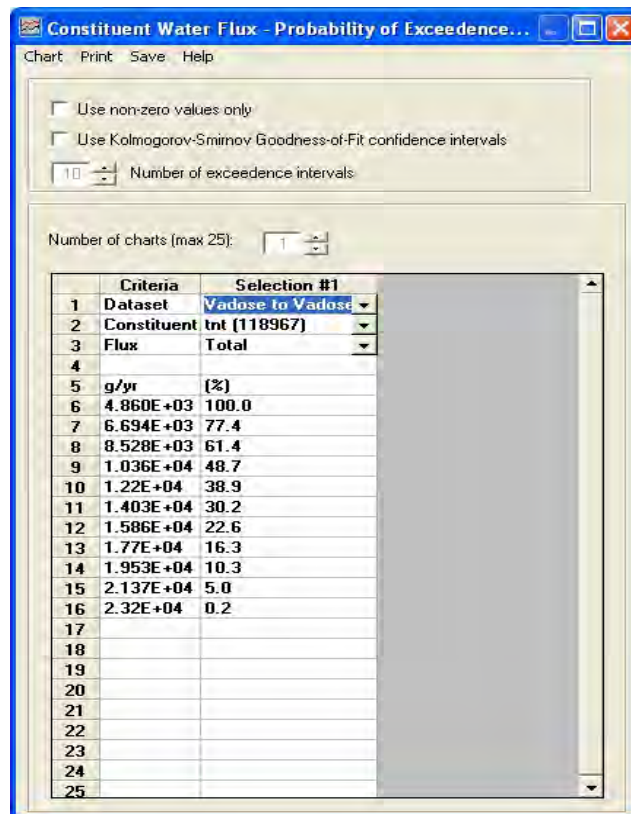 Constituent Water Flux - Probability of Exceedence...
Chart Print Save Help
Use non-zero values only
Use Kolmogorov-Smirnov Goodness-of-Fit confidence intervals
10 Number of exceedence intervals
Number of charts (max 25): 1
Criteria Selection #1
1 Dataset Vadose to Vadose
2 Constituent tnt (118967)
3 Flux Total
4
5 g/yr (%)
6 4.860E+03 100.0
7 6.694E+03 77.4
8 8.528E+03 61.4
9 1.036E+04 48.7
10 1.22E+04 38.9
11 1.403E+04 30.2
12 1.586E+04 22.6
13 1.77E+04 16.3
14 1.953E+04 10.3
15 2.137E+04 5.0
16 2.32E+04 0.2
17
18
19
20
21
22
23
24
25